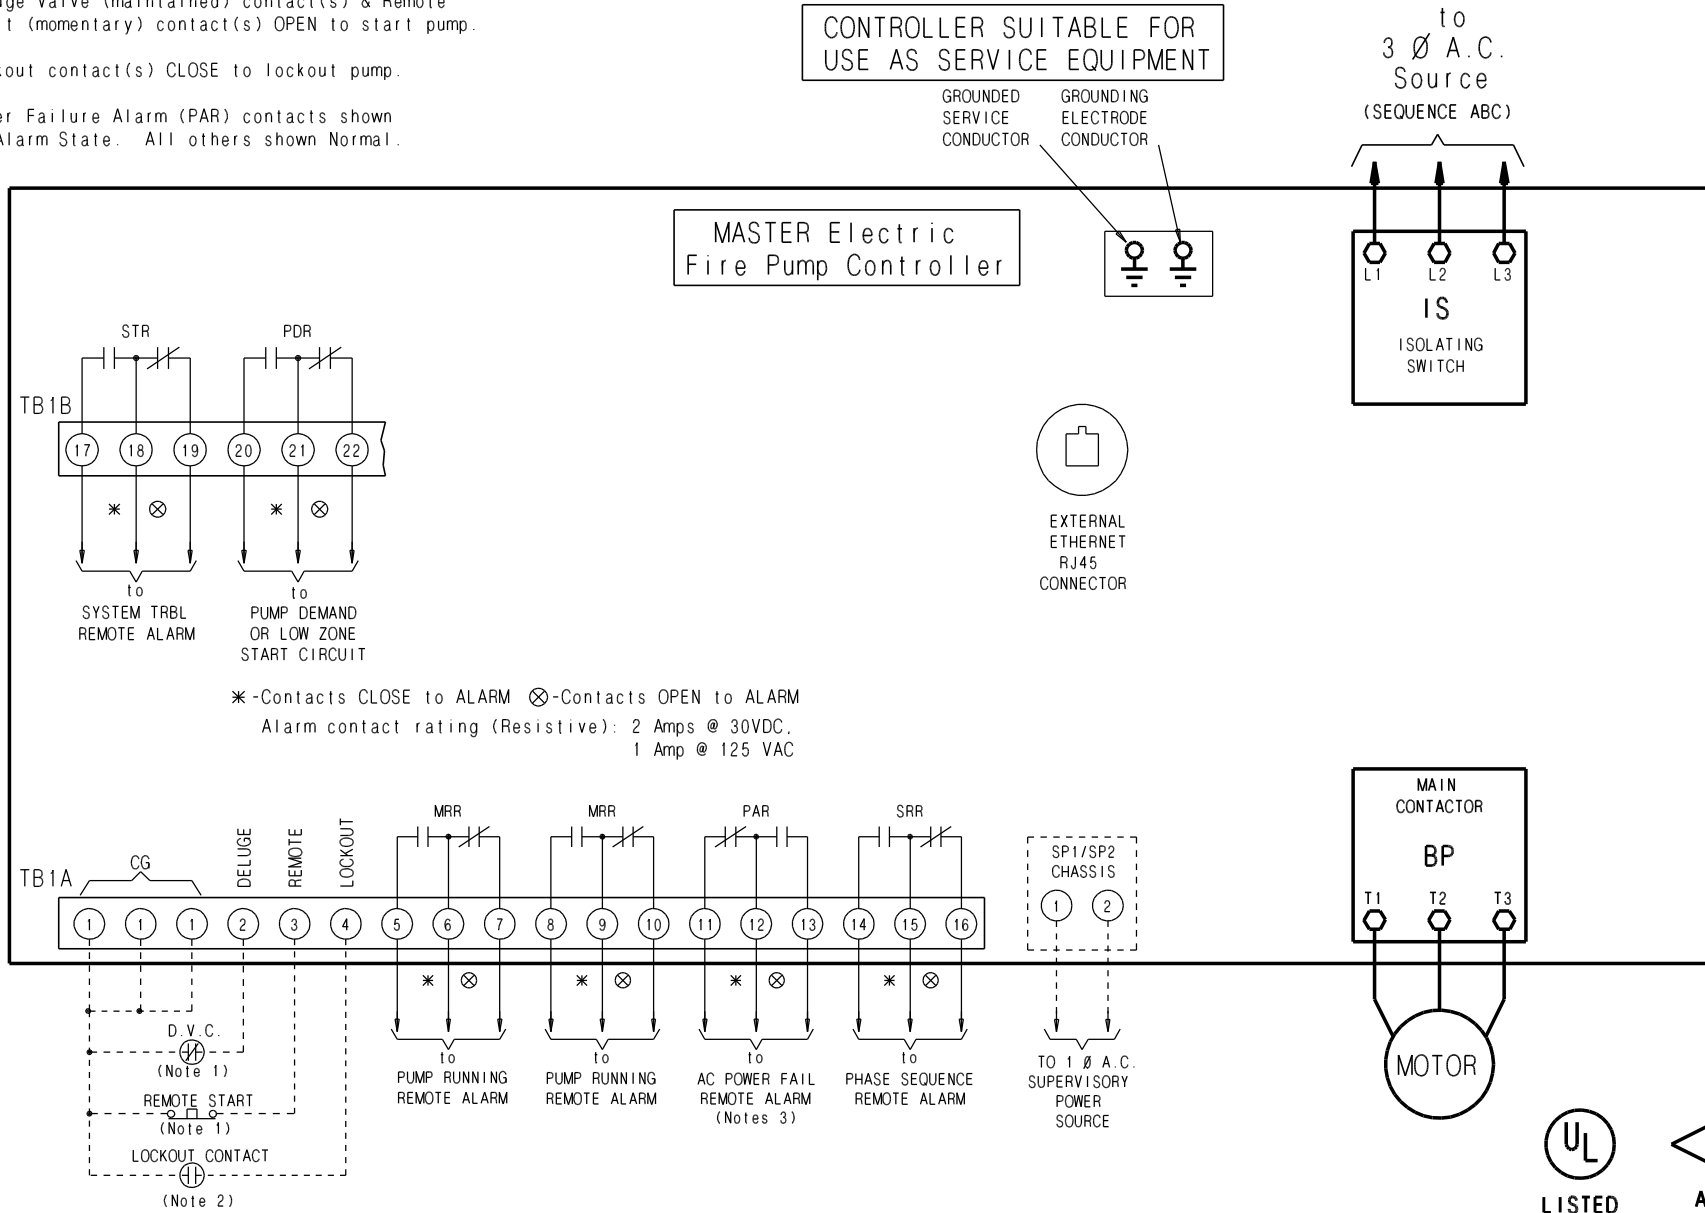 Valve (maintained) contact(s) & Remote
(momentary) contact(s) OPEN to start pump.
contact(s) CLOSE to lockout pump.
Failure Alarm (PAR) contacts shown
Alarm State. All others shown Normal.
CONTROLLER SUITABLE FOR
USE AS SERVICE EQUIPMENT
to
3 Ø A.C.
Source
(SEQUENCE ABC)
GROUNDED
SERVICE
CONDUCTOR
GROUNDING
ELECTRODE
CONDUCTOR
MASTER Electric
Fire Pump Controller
L1 L2 L3
IS
ISOLATING
SWITCH
STR PDR
TB1B
17 18 19 20 21 22
to
SYSTEM TRBL
REMOTE ALARM
to
PUMP DEMAND
OR LOW ZONE
START CIRCUIT
EXTERNAL
ETHERNET
RJ45
CONNECTOR
-Contacts CLOSE to ALARM -Contacts OPEN to ALARM
Alarm contact rating (Resistive): 2 Amps @ 30VDC,
1 Amp @ 125 VAC
TB1A
CG
DELUGE
REMOTE
LOCKOUT
MRR MRR PAR SRR
1 1 1 2 3 4 5 6 7 8 9 10 11 12 13 14 15 16
SP1/SP2
CHASSIS
1 2
MAIN
CONTACTOR
BP
T1 T2 T3
D.V.C.
(Note 1)
REMOTE START
(Note 1)
LOCKOUT CONTACT
(Note 2)
to
PUMP RUNNING
REMOTE ALARM
to
PUMP RUNNING
REMOTE ALARM
to
AC POWER FAIL
REMOTE ALARM
(Notes 3)
to
PHASE SEQUENCE
REMOTE ALARM
TO 1 Ø A.C.
SUPERVISORY
POWER
SOURCE
MOTOR
UL
LISTED